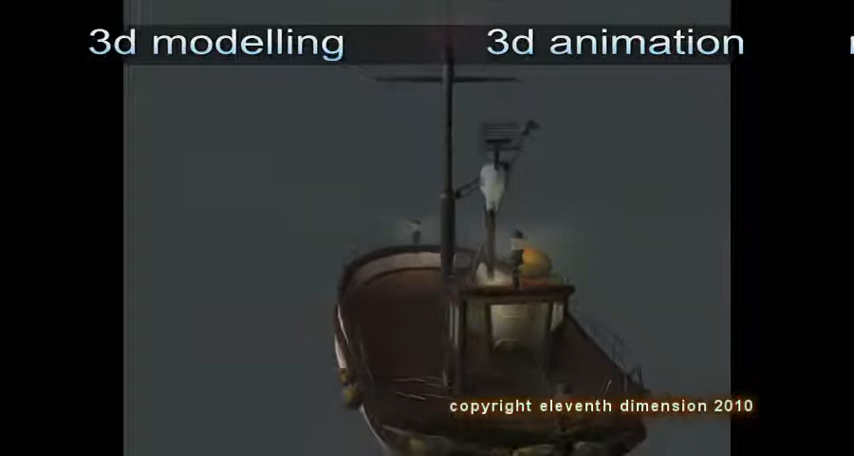 3d modelling 3d animation
copyright eleventh dimension 2010